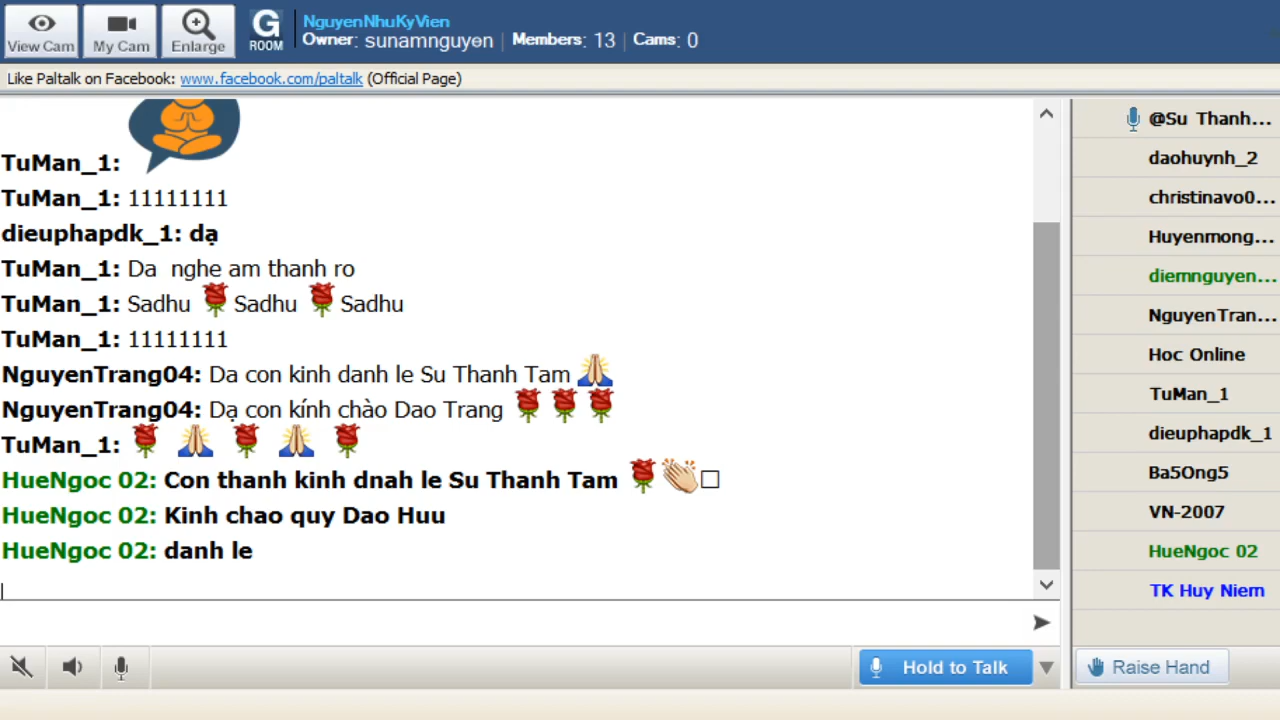 View Cam
My Cam
Enlarge
G
ROOM
NguyenNhuKyVien
Owner: sunamnguyen | Members: 13 | Cams: 0
Like Paltalk on Facebook: www.facebook.com/paltalk (Official Page)
TuMan_1:
TuMan_1: 11111111
dieuphapdk_1: dạ
TuMan_1: Da nghe am thanh ro
TuMan_1: Sadhu 🌹Sadhu 🌹Sadhu
TuMan_1: 11111111
NguyenTrang04: Da con kinh danh le Su Thanh Tam 🙏
NguyenTrang04: Dạ con kính chào Dao Trang 🌹🌹🌹
TuMan_1: 🌹 🙏 🌹 🙏 🌹
HueNgoc 02: Con thanh kinh dnah le Su Thanh Tam 🌹👏□
HueNgoc 02: Kinh chao quy Dao Huu
HueNgoc 02: danh le
Hold to Talk
@Su Thanh...
daohuynh_2
christinavo0...
Huyenmong...
diemnguyen...
NguyenTran...
Hoc Online
TuMan_1
dieuphapdk_1
Ba5Ong5
VN-2007
HueNgoc 02
TK Huy Niem
Raise Hand